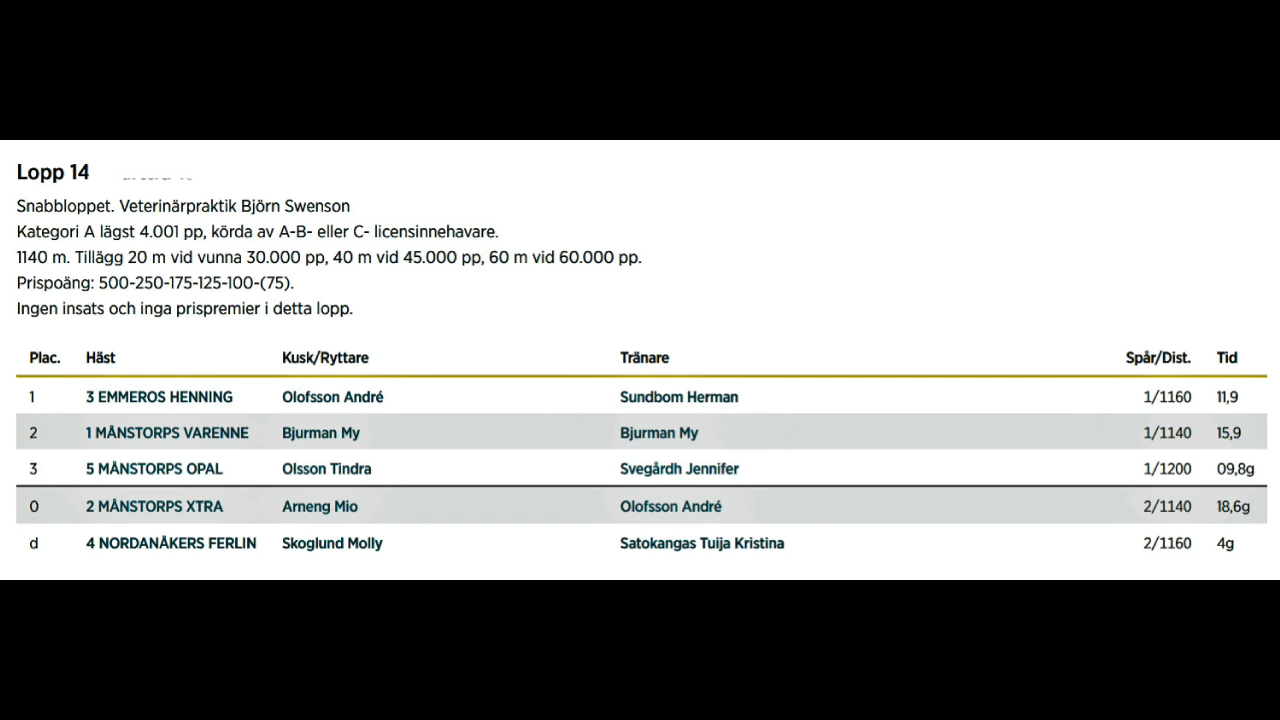 Lopp 14
Snabbloppet. Veterinärpraktik Björn Swenson
Kategori A lägst 4.001 pp, körda av A-B- eller C- licensinnehavare.
1140 m. Tillägg 20 m vid vunna 30.000 pp, 40 m vid 45.000 pp, 60 m vid 60.000 pp.
Prispoäng: 500-250-175-125-100-(75).
Ingen insats och inga prispremier i detta lopp.
Plac. Häst Kusk/Ryttare Tränare Spår/Dist. Tid
1 3 EMMEROS HENNING Olofsson André Sundbom Herman 1/1160 11,9
2 1 MÅNSTORPS VARENNE Bjurman My Bjurman My 1/1140 15,9
3 5 MÅNSTORPS OPAL Olsson Tindra Svegårdh Jennifer 1/1200 09,8g
0 2 MÅNSTORPS XTRA Arneng Mio Olofsson André 2/1140 18,6g
d 4 NORDANÅKERS FERLIN Skoglund Molly Satokangas Tuija Kristina 2/1160 4g